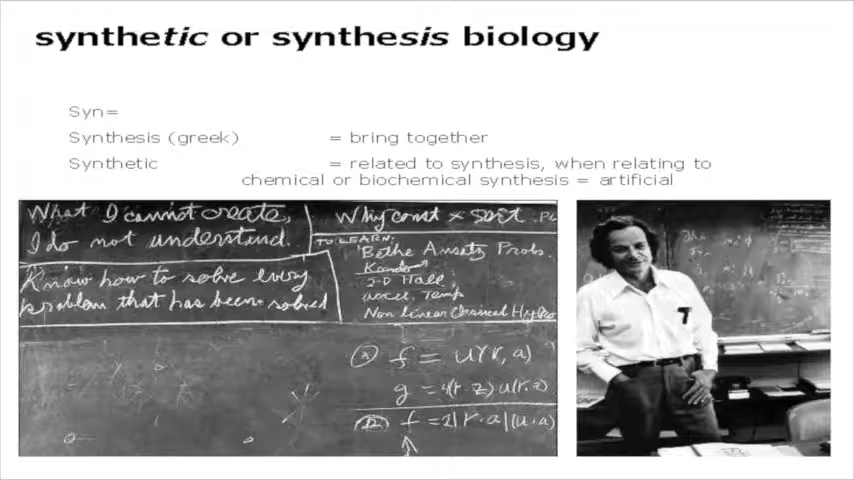 synthetic or synthesis biology
Syn=
Synthesis (greek) = bring together
Synthetic = related to synthesis, when relating to
chemical or biochemical synthesis = artificial
What I cannot create,
I do not understand.
Know how to solve every
problem that has been solved
Why const × sort .PG
TO LEARN:
Bethe Ansatz Probs.
Kondo
2-D Hall
accel. Temp
Non Linear Classical Hydro
f = u(r, a)
g = 4(r·z) u(r.z)
f = 2|r·a|(u·a)